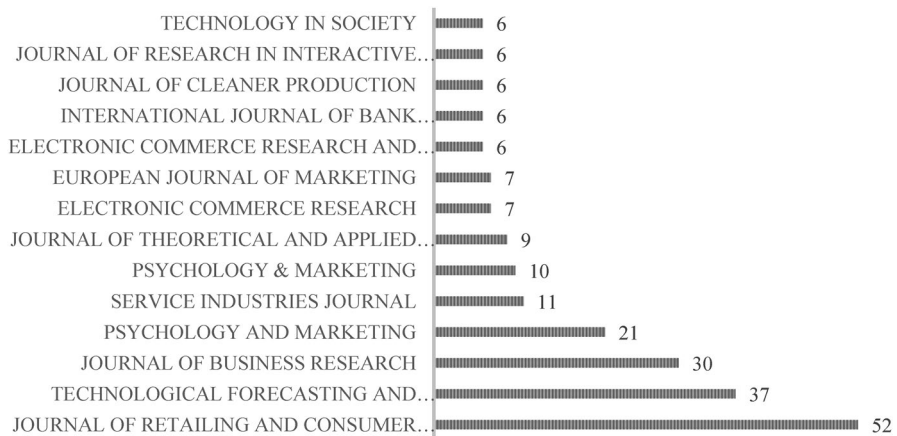 TECHNOLOGY IN SOCIETY 6
JOURNAL OF RESEARCH IN INTERACTIVE… 6
JOURNAL OF CLEANER PRODUCTION 6
INTERNATIONAL JOURNAL OF BANK… 6
ELECTRONIC COMMERCE RESEARCH AND… 6
EUROPEAN JOURNAL OF MARKETING 7
ELECTRONIC COMMERCE RESEARCH 7
JOURNAL OF THEORETICAL AND APPLIED… 9
PSYCHOLOGY & MARKETING 10
SERVICE INDUSTRIES JOURNAL 11
PSYCHOLOGY AND MARKETING 21
JOURNAL OF BUSINESS RESEARCH 30
TECHNOLOGICAL FORECASTING AND… 37
JOURNAL OF RETAILING AND CONSUMER… 52